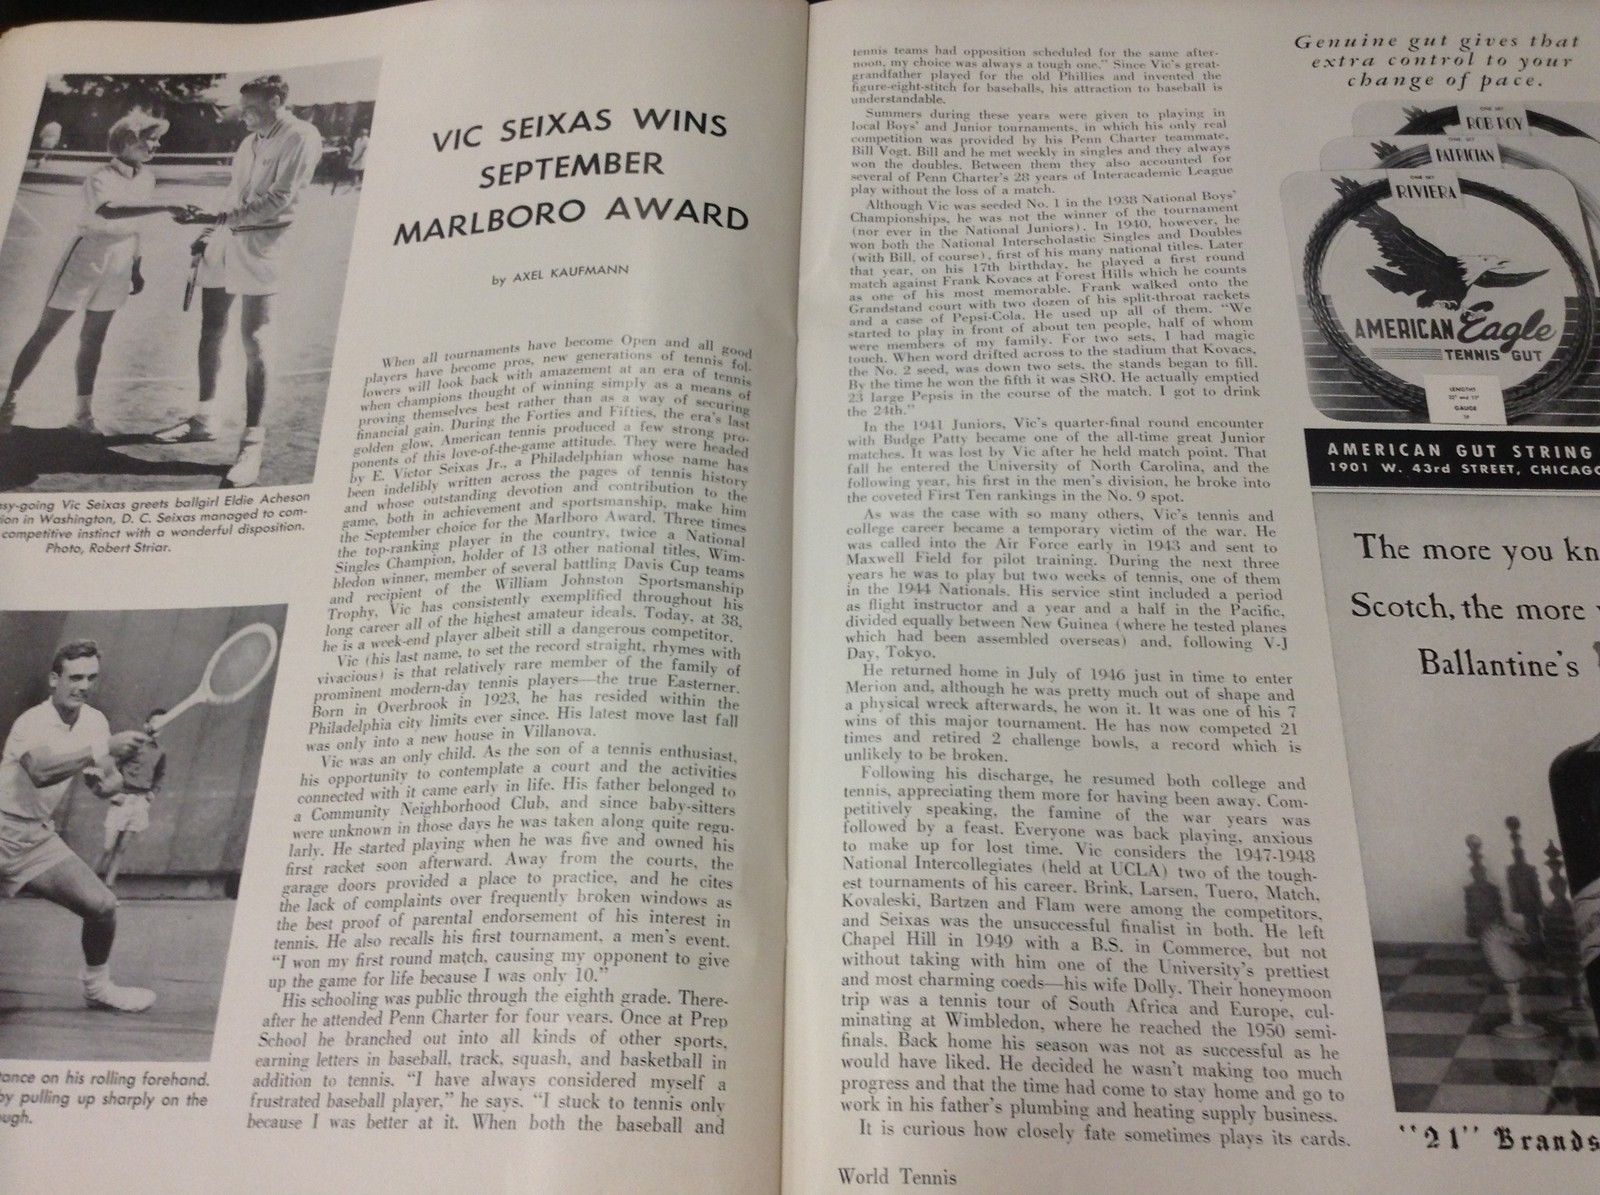 VIC SEIXAS WINS
SEPTEMBER
MARLBORO AWARD
by AXEL KAUFMANN
sy-going Vic Seixas greets ballgirl Eldie Acheson
ion in Washington, D. C. Seixas managed to com-
competitive instinct with a wonderful disposition.
Photo, Robert Striar.
ance on his rolling forehand.
by pulling up sharply on the
ugh.
When all tournaments have become Open and all good
players have become pros, new generations of tennis fol-
lowers will look back with amazement at an era of tennis
when champions thought of winning simply as a means of
proving themselves best rather than as a way of securing
financial gain. During the Forties and Fifties, the era's last
golden glow, American tennis produced a few strong pro-
ponents of this love-of-the-game attitude. They were headed
by E. Victor Seixas Jr., a Philadelphian whose name has
been indelibly written across the pages of tennis history
and whose outstanding devotion and contribution to the
game, both in achievement and sportsmanship, make him
the September choice for the Marlboro Award. Three times
the top-ranking player in the country, twice a National
Singles Champion, holder of 13 other national titles, Wim-
bledon winner, member of several battling Davis Cup teams
and recipient of the William Johnston Sportsmanship
Trophy, Vic has consistently exemplified throughout his
long career all of the highest amateur ideals. Today, at 38,
he is a week-end player albeit still a dangerous competitor.
Vic (his last name, to set the record straight, rhymes with
vivacious) is that relatively rare member of the family of
prominent modern-day tennis players—the true Easterner.
Born in Overbrook in 1923, he has resided within the
Philadelphia city limits ever since. His latest move last fall
was only into a new house in Villanova.
Vic was an only child. As the son of a tennis enthusiast,
his opportunity to contemplate a court and the activities
connected with it came early in life. His father belonged to
a Community Neighborhood Club, and since baby-sitters
were unknown in those days he was taken along quite regu-
larly. He started playing when he was five and owned his
first racket soon afterward. Away from the courts, the
garage doors provided a place to practice, and he cites
the lack of complaints over frequently broken windows as
the best proof of parental endorsement of his interest in
tennis. He also recalls his first tournament, a men's event.
"I won my first round match, causing my opponent to give
up the game for life because I was only 10."
His schooling was public through the eighth grade. There-
after he attended Penn Charter for four years. Once at Prep
School he branched out into all kinds of other sports,
earning letters in baseball, track, squash, and basketball in
addition to tennis. "I have always considered myself a
frustrated baseball player," he says. "I stuck to tennis only
because I was better at it. When both the baseball and
tennis teams had opposition scheduled for the same after-
noon, my choice was always a tough one." Since Vic's great-
grandfather played for the old Phillies and invented the
figure-eight-stitch for baseballs, his attraction to baseball is
understandable.
Summers during these years were given to playing in
local Boys' and Junior tournaments, in which his only real
competition was provided by his Penn Charter teammate,
Bill Vogt. Bill and he met weekly in singles and they always
won the doubles. Between them they also accounted for
several of Penn Charter's 28 years of Interacademic League
play without the loss of a match.
Although Vic was seeded No. 1 in the 1938 National Boys'
Championships, he was not the winner of the tournament
(nor ever in the National Juniors). In 1940, however, he
won both the National Interscholastic Singles and Doubles
(with Bill, of course), first of his many national titles. Later
that year, on his 17th birthday, he played a first round
match against Frank Kovacs at Forest Hills which he counts
as one of his most memorable. Frank walked onto the
Grandstand court with two dozen of his split-throat rackets
and a case of Pepsi-Cola. He used up all of them. "We
started to play in front of about ten people, half of whom
were members of my family. For two sets, I had magic
touch. When word drifted across to the stadium that Kovacs,
the No. 2 seed, was down two sets, the stands began to fill.
By the time he won the fifth it was SRO. He actually emptied
23 large Pepsis in the course of the match. I got to drink
the 24th."
In the 1941 Juniors, Vic's quarter-final round encounter
with Budge Patty became one of the all-time great Junior
matches. It was lost by Vic after he held match point. That
fall he entered the University of North Carolina, and the
following year, his first in the men's division, he broke into
the coveted First Ten rankings in the No. 9 spot.
As was the case with so many others, Vic's tennis and
college career became a temporary victim of the war. He
was called into the Air Force early in 1943 and sent to
Maxwell Field for pilot training. During the next three
years he was to play but two weeks of tennis, one of them
in the 1944 Nationals. His service stint included a period
as flight instructor and a year and a half in the Pacific,
divided equally between New Guinea (where he tested planes
which had been assembled overseas) and, following V-J
Day, Tokyo.
He returned home in July of 1946 just in time to enter
Merion and, although he was pretty much out of shape and
a physical wreck afterwards, he won it. It was one of his 7
wins of this major tournament. He has now competed 21
times and retired 2 challenge bowls, a record which is
unlikely to be broken.
Following his discharge, he resumed both college and
tennis, appreciating them more for having been away. Com-
petitively speaking, the famine of the war years was
followed by a feast. Everyone was back playing, anxious
to make up for lost time. Vic considers the 1947-1948
National Intercollegiates (held at UCLA) two of the tough-
est tournaments of his career. Brink, Larsen, Tuero, Match,
Kovaleski, Bartzen and Flam were among the competitors,
and Seixas was the unsuccessful finalist in both. He left
Chapel Hill in 1949 with a B.S. in Commerce, but not
without taking with him one of the University's prettiest
and most charming coeds—his wife Dolly. Their honeymoon
trip was a tennis tour of South Africa and Europe, cul-
minating at Wimbledon, where he reached the 1950 semi-
finals. Back home his season was not as successful as he
would have liked. He decided he wasn't making too much
progress and that the time had come to stay home and go to
work in his father's plumbing and heating supply business.
It is curious how closely fate sometimes plays its cards.
World Tennis
Genuine gut gives that
extra control to your
change of pace.
ONE SET
ROB ROY
ONE SET
PATRICIAN
ONE SET
RIVIERA
AMERICAN Eagle
TENNIS GUT
LENGTHS
GAUGE
AMERICAN GUT STRING
1901 W. 43rd STREET, CHICAGO
The more you kn
Scotch, the more
Ballantine's
"21" Brands